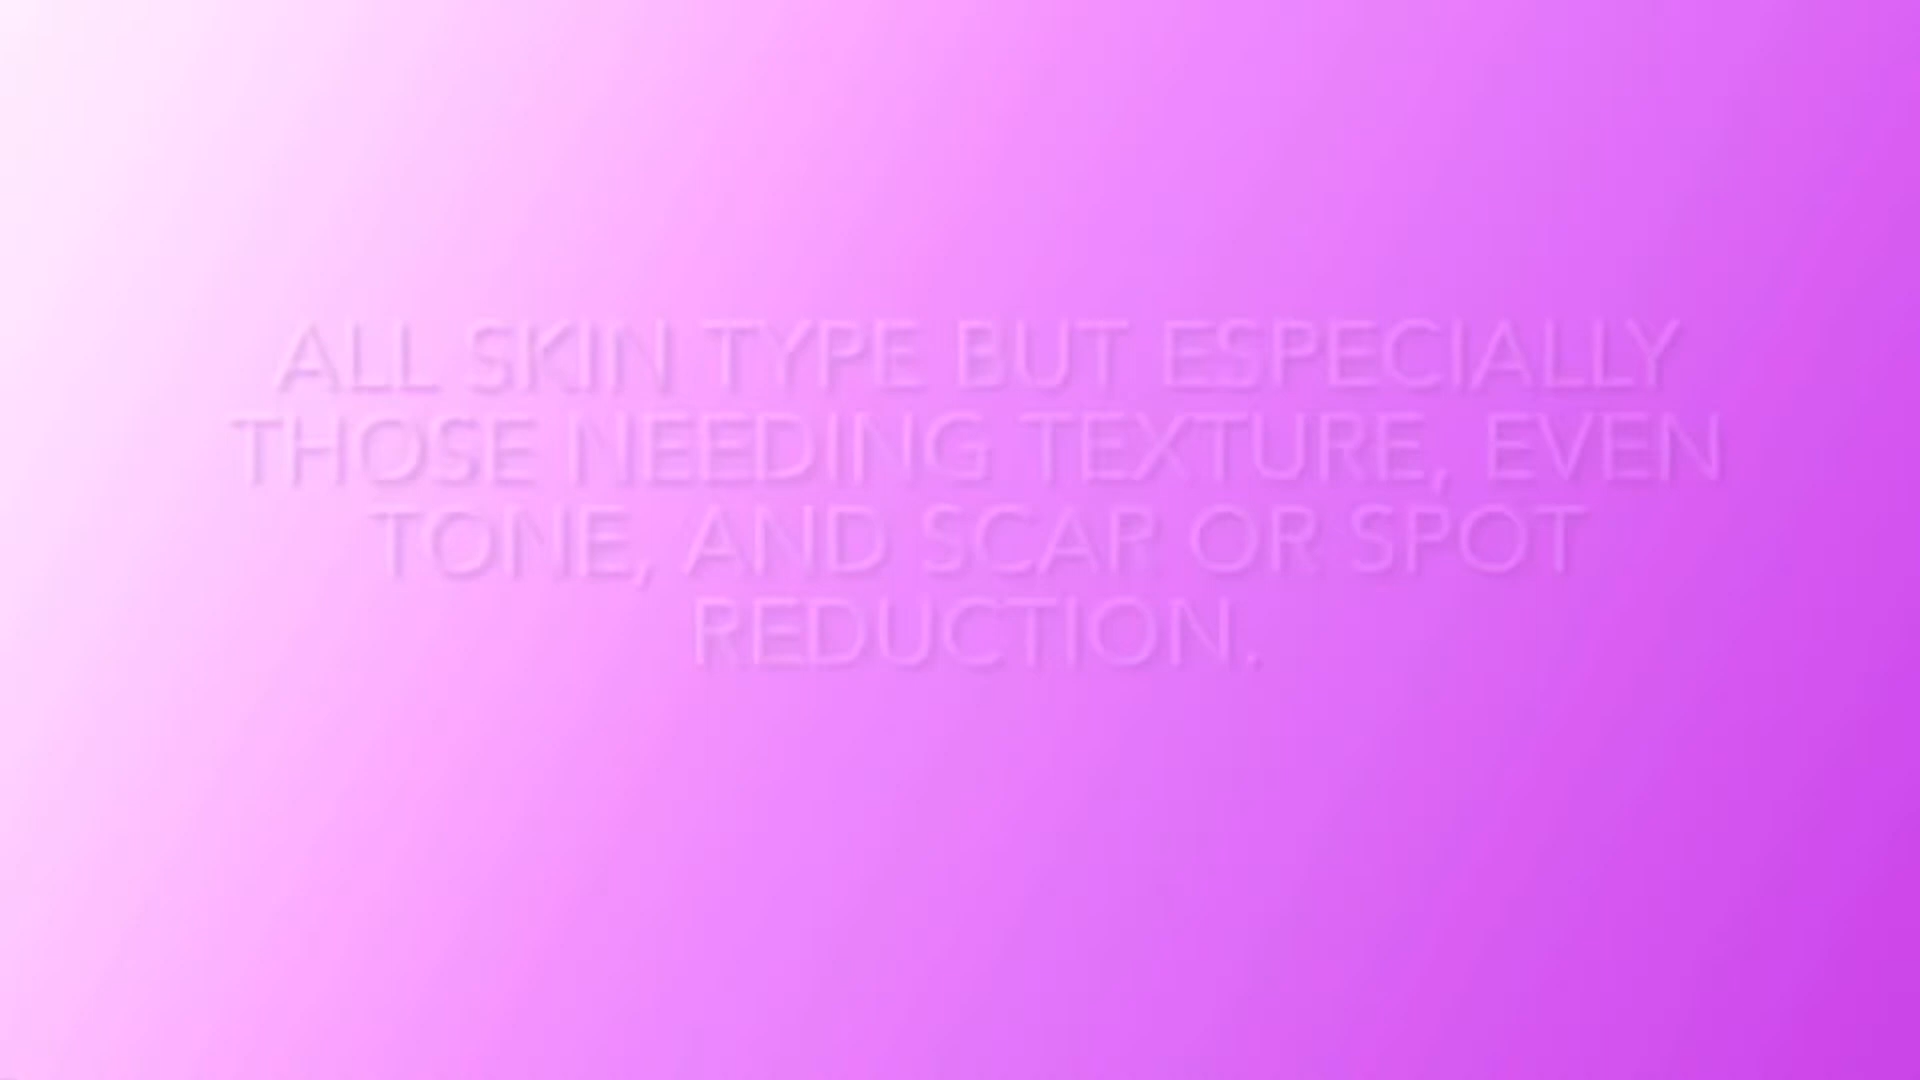 ALL SKIN TYPE BUT ESPECIALLY
THOSE NEEDING TEXTURE, EVEN
TONE, AND SCAR OR SPOT
REDUCTION.